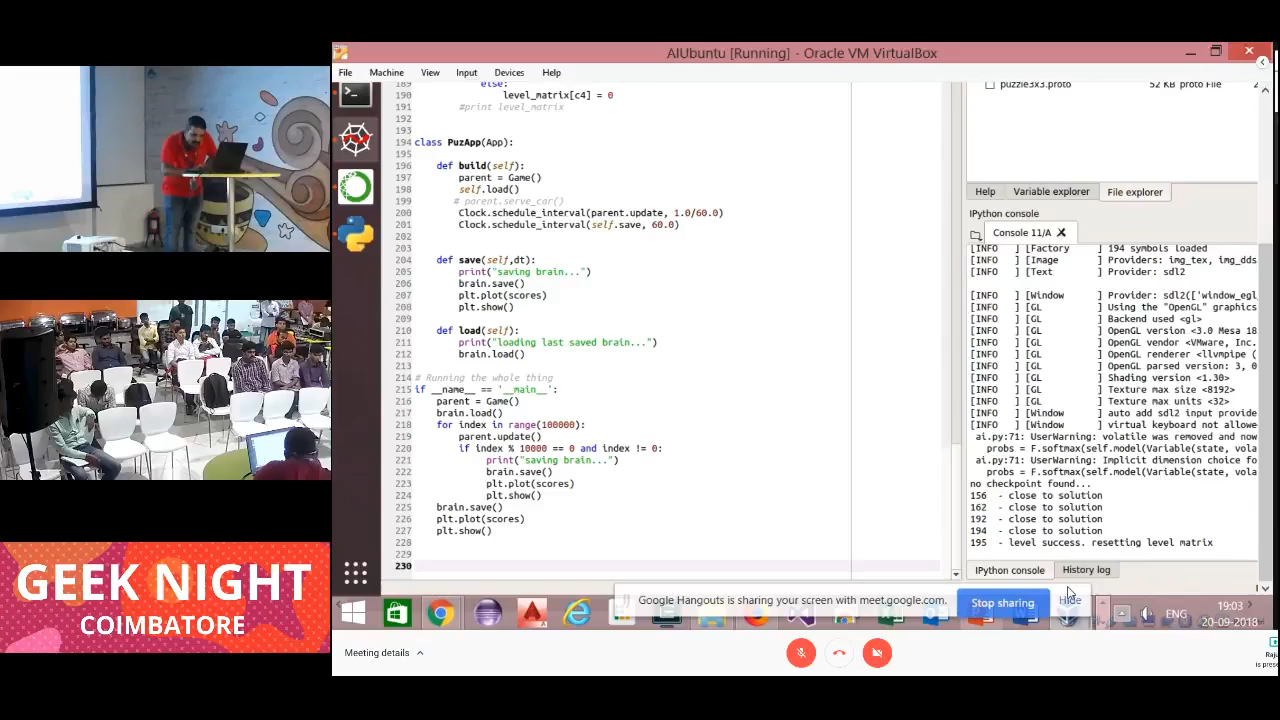 AIUbuntu [Running] - Oracle VM VirtualBox
File Machine View Input Devices Help
189 else:
190 level_matrix[c4] = 0
191 #print level_matrix
192
193
194 class PuzApp(App):
195
196 def build(self):
197 parent = Game()
198 self.load()
199 # parent.serve_car()
200 Clock.schedule_interval(parent.update, 1.0/60.0)
201 Clock.schedule_interval(self.save, 60.0)
202
203
204 def save(self,dt):
205 print("saving brain...")
206 brain.save()
207 plt.plot(scores)
208 plt.show()
209
210 def load(self):
211 print("loading last saved brain...")
212 brain.load()
213
214 # Running the whole thing
215 if __name__ == '__main__':
216 parent = Game()
217 brain.load()
218 for index in range(100000):
219 parent.update()
220 if index % 10000 == 0 and index != 0:
221 print("saving brain...")
222 brain.save()
223 plt.plot(scores)
224 plt.show()
225 brain.save()
226 plt.plot(scores)
227 plt.show()
228
229
230
puzzle3x3.proto 52 KB proto File 2
Help Variable explorer File explorer
IPython console
Console 11/A
[INFO ] [Factory ] 194 symbols loaded
[INFO ] [Image ] Providers: img_tex, img_dds
[INFO ] [Text ] Provider: sdl2
[INFO ] [Window ] Provider: sdl2(['window_egl
[INFO ] [GL ] Using the "OpenGL" graphics
[INFO ] [GL ] Backend used <gl>
[INFO ] [GL ] OpenGL version <3.0 Mesa 18
[INFO ] [GL ] OpenGL vendor <VMware, Inc.
[INFO ] [GL ] OpenGL renderer <llvmpipe (
[INFO ] [GL ] OpenGL parsed version: 3, 0
[INFO ] [GL ] Shading version <1.30>
[INFO ] [GL ] Texture max size <8192>
[INFO ] [GL ] Texture max units <32>
[INFO ] [Window ] auto add sdl2 input provide
[INFO ] [Window ] virtual keyboard not allowe
ai.py:71: UserWarning: volatile was removed and now
probs = F.softmax(self.model(Variable(state, vola
ai.py:71: UserWarning: Implicit dimension choice fo
probs = F.softmax(self.model(Variable(state, vola
no checkpoint found...
156 - close to solution
162 - close to solution
192 - close to solution
194 - close to solution
195 - level success. resetting level matrix
IPython console History log
Google Hangouts is sharing your screen with meet.google.com. Stop sharing Hide
ENG 19:03
20-09-2018
Meeting details
Raju
is prese
GEEK NIGHT
COIMBATORE